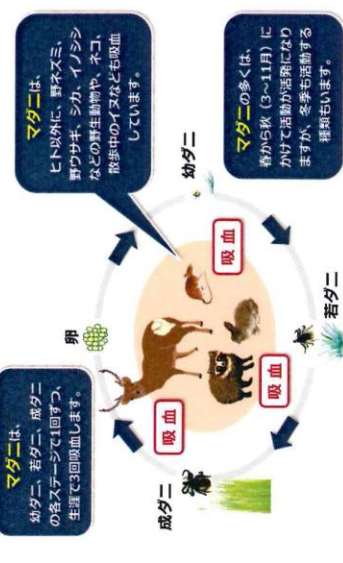 マダニは、
幼ダニ、若ダニ、成ダニ
の各ステージで1回ずつ、
生涯で3回吸血します。
マダニは、
ヒト以外に、野ネズミ、
野ウサギ、シカ、イノシシ
などの野生動物や、ネコ、
散歩中のイヌなども吸血
しています。
卵
幼ダニ
吸血
成ダニ
吸血
吸血
若ダニ
マダニの多くは、
春から秋（3～11月）に
かけて活動が活発になり
ますが、冬季も活動する
種類もいます。